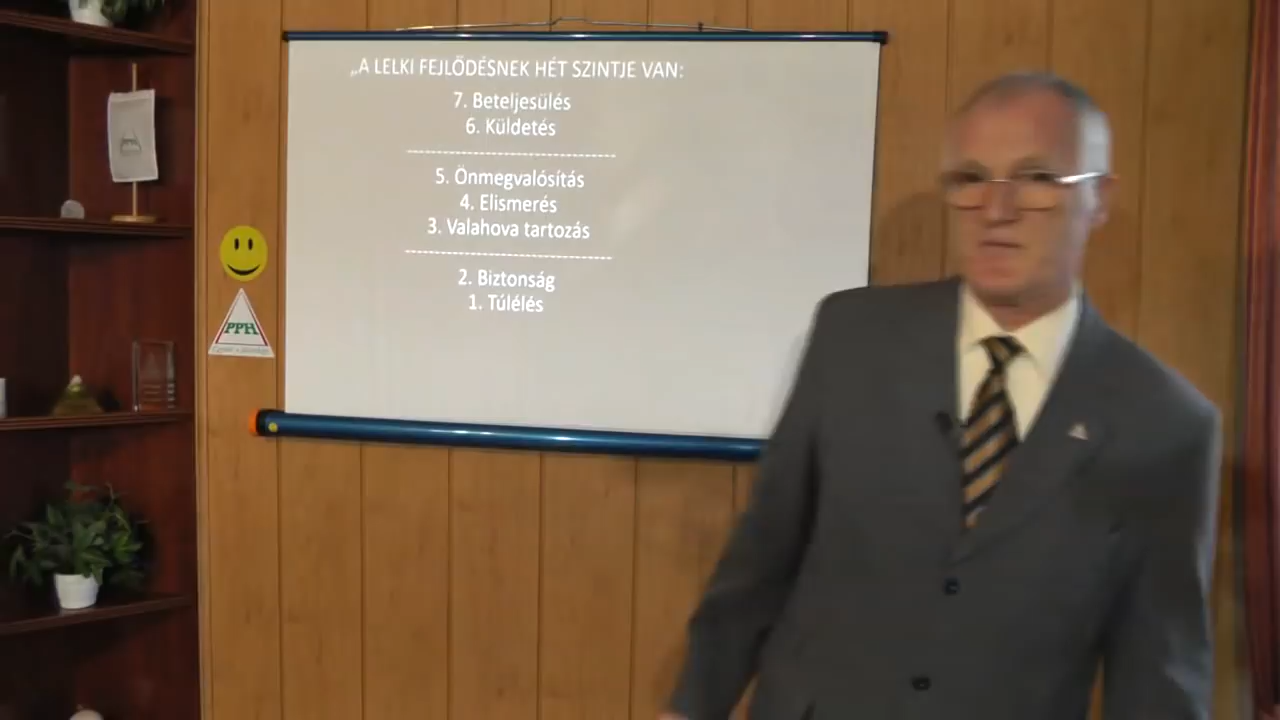 „A LELKI FEJLŐDÉSNEK HÉT SZINTJE VAN:
7. Beteljesülés
6. Küldetés
5. Önmegvalósítás
4. Elismerés
3. Valahova tartozás
2. Biztonság
1. Túlélés
PPH